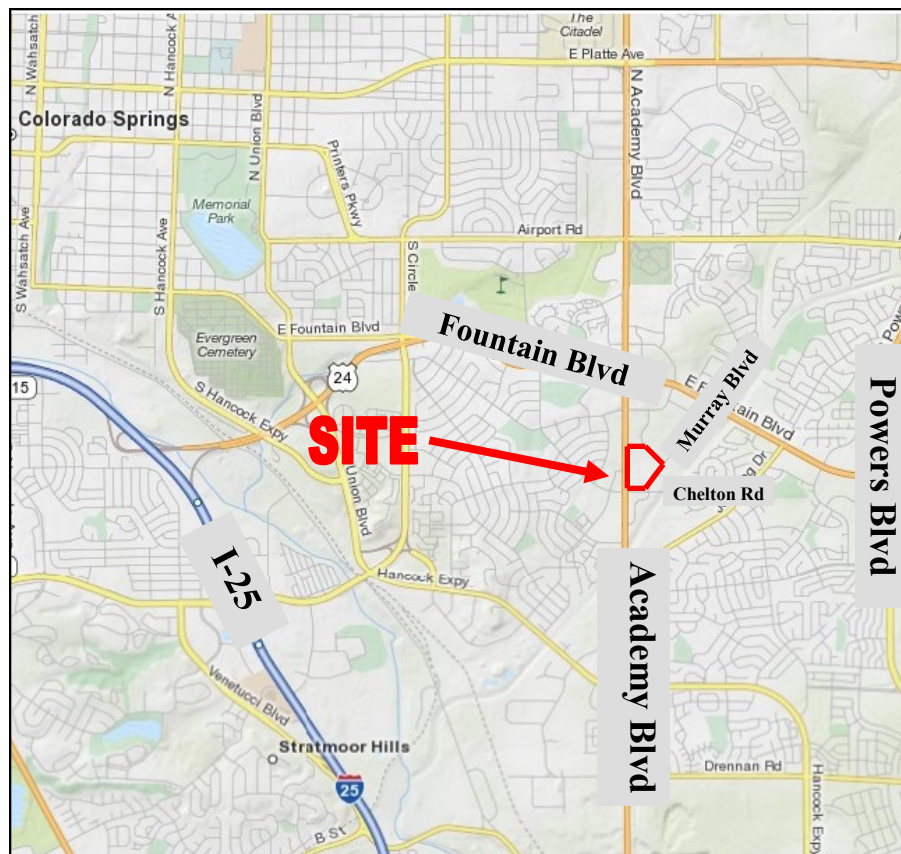 The
Citadel
E Platte Ave
N Wahsatch
N Hancock A
N Union Blvd
N Academy Blvd
Colorado Springs
Printers Pkwy
Memorial
Park
S Wahsatch Ave
S Hancock Ave
S Circle
Airport Rd
E Fountain Blvd
Evergreen
Cemetery
Fountain Blvd
24
15
S Hancock Expy
Murray Blvd
Powers Blvd
SITE
Union Blvd
Chelton Rd
I-25
Hancock Expy
Academy Blvd
Venetucci Blvd
Stratmoor Hills
25
B St
Drennan Rd
Hancock Expy